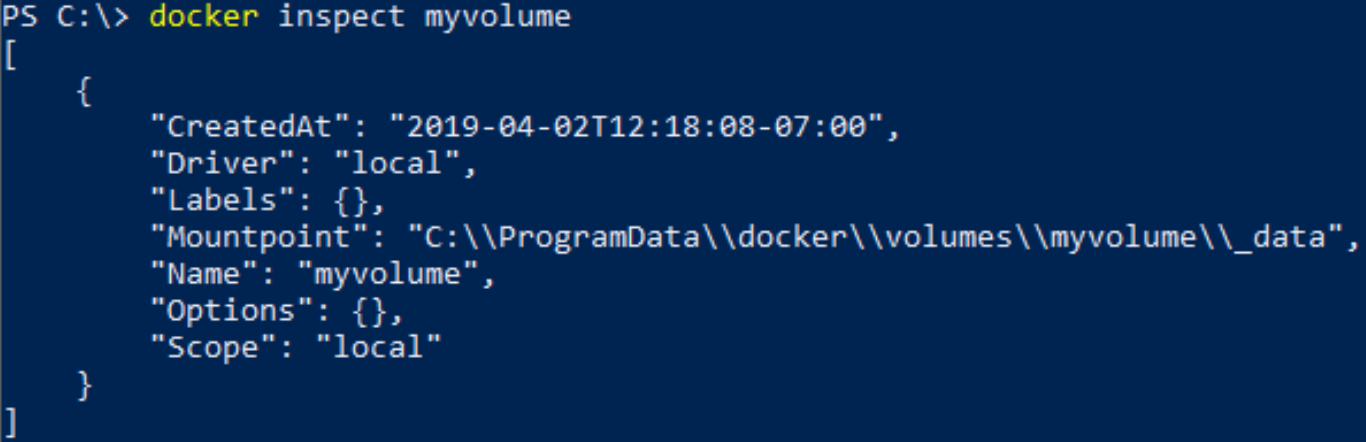 PS C:\> docker inspect myvolume
[
    {
        "CreatedAt": "2019-04-02T12:18:08-07:00",
        "Driver": "local",
        "Labels": {},
        "Mountpoint": "C:\\ProgramData\\docker\\volumes\\myvolume\\_data",
        "Name": "myvolume",
        "Options": {},
        "Scope": "local"
    }
]